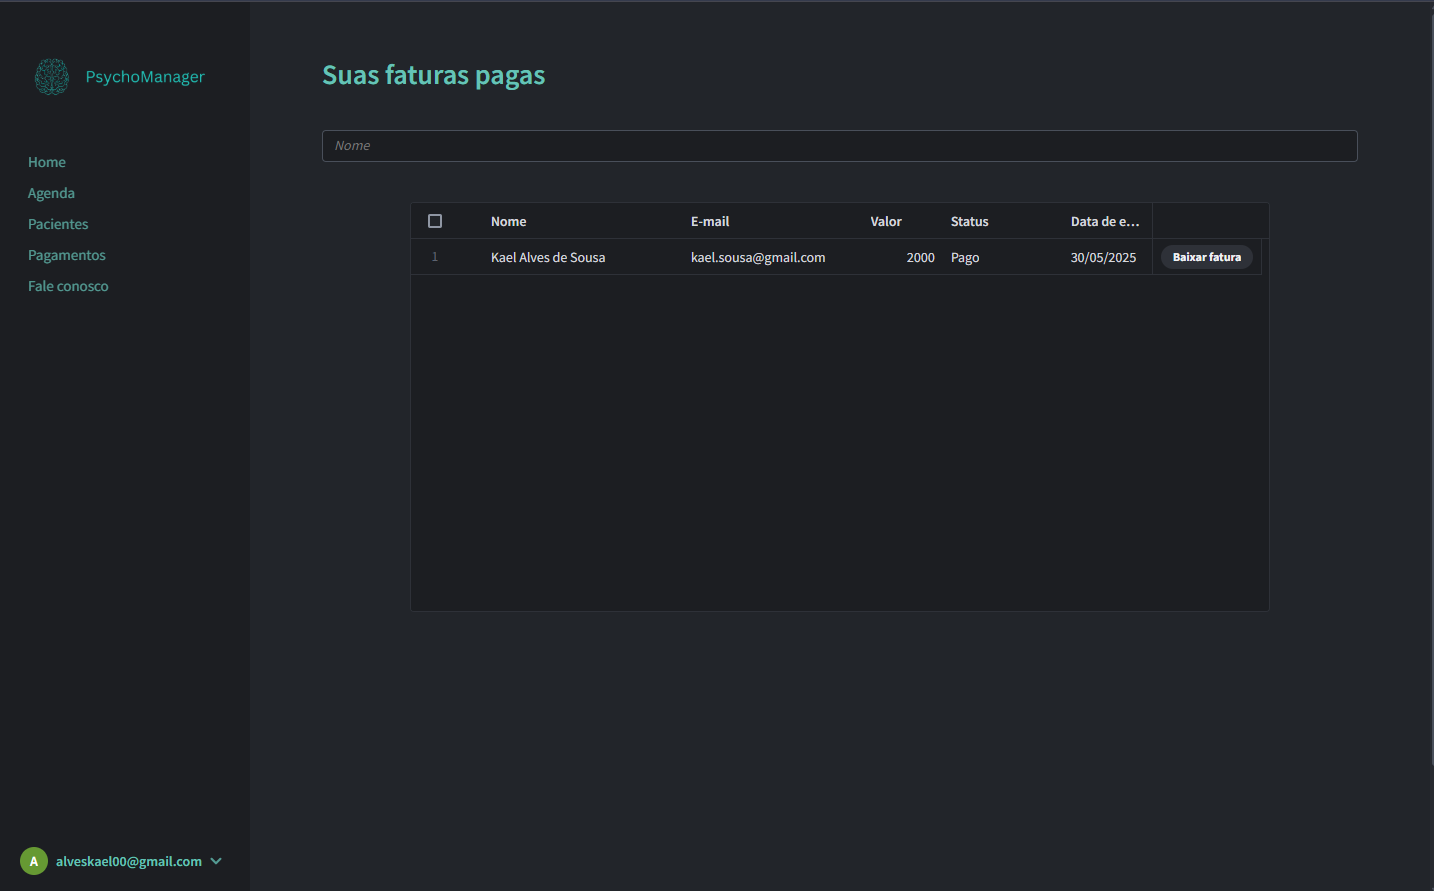 PsychoManager
Home
Agenda
Pacientes
Pagamentos
Fale conosco
alveskael00@gmail.com
A
Suas faturas pagas
Nome
Nome E-mail Valor Status Data de e...
1 Kael Alves de Sousa kael.sousa@gmail.com 2000 Pago 30/05/2025 Baixar fatura